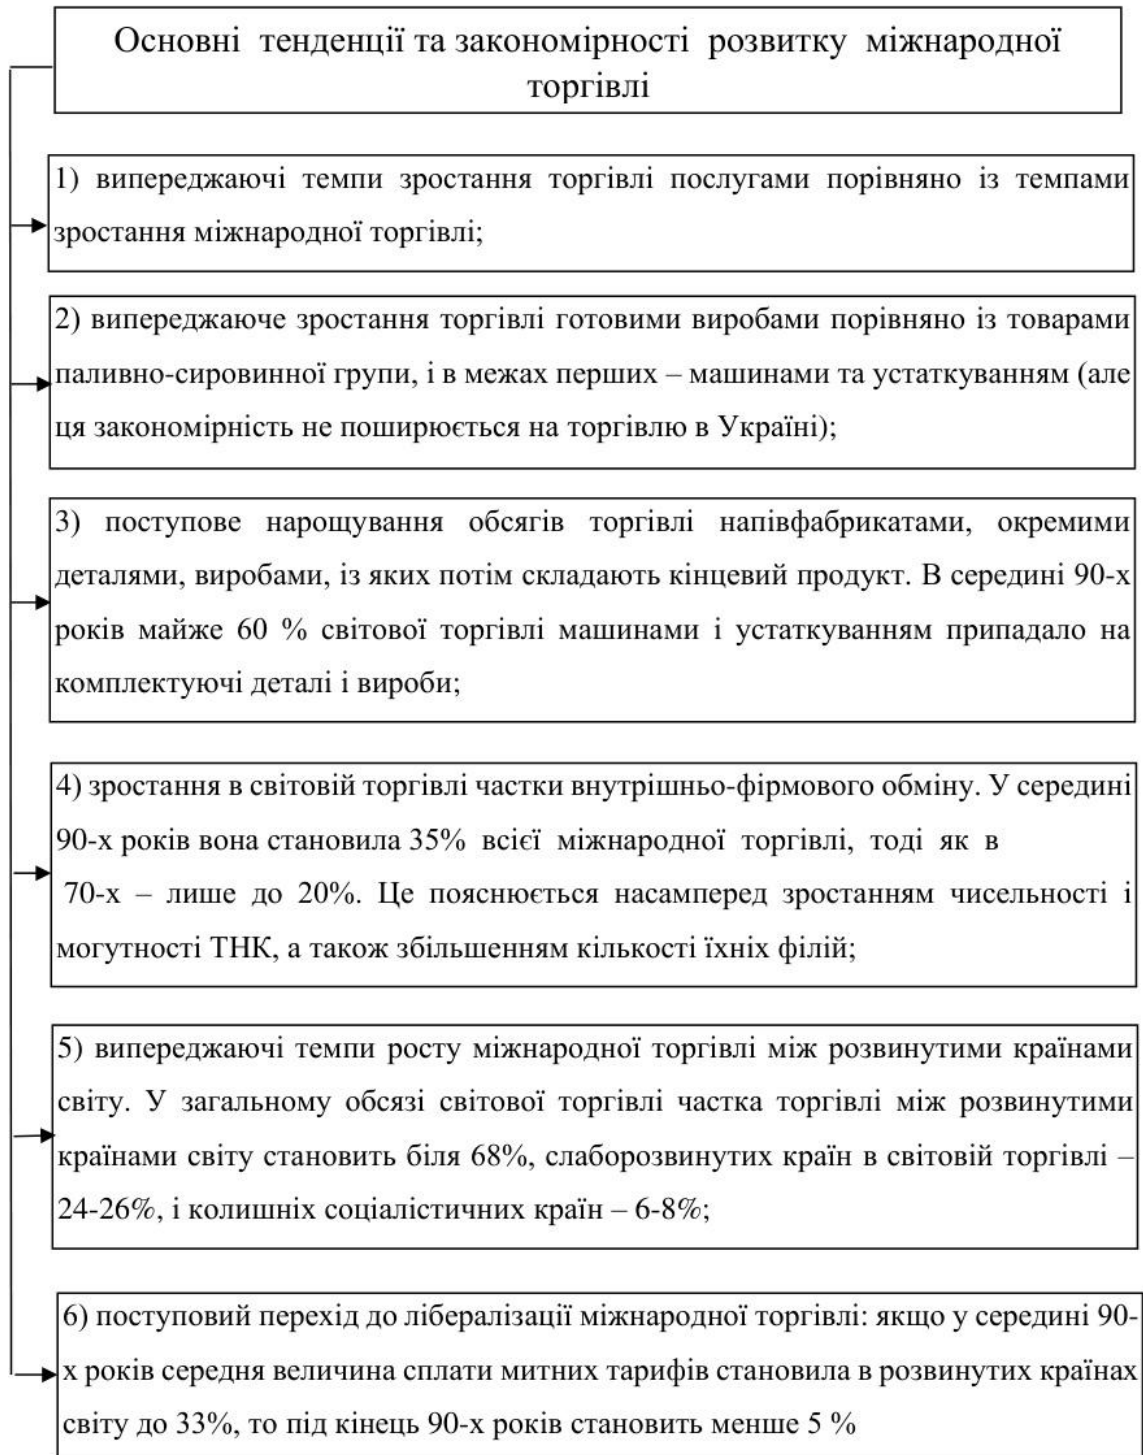 Основні тенденції та закономірності розвитку міжнародної
торгівлі
1) випереджаючі темпи зростання торгівлі послугами порівняно із темпами
зростання міжнародної торгівлі;
2) випереджаюче зростання торгівлі готовими виробами порівняно із товарами
паливно-сировинної групи, і в межах перших – машинами та устаткуванням (але
ця закономірність не поширюється на торгівлю в Україні);
3) поступове нарощування обсягів торгівлі напівфабрикатами, окремими
деталями, виробами, із яких потім складають кінцевий продукт. В середині 90-х
років майже 60 % світової торгівлі машинами і устаткуванням припадало на
комплектуючі деталі і вироби;
4) зростання в світовій торгівлі частки внутрішньо-фірмового обміну. У середині
90-х років вона становила 35% всієї міжнародної торгівлі, тоді як в
70-х – лише до 20%. Це пояснюється насамперед зростанням чисельності і
могутності ТНК, а також збільшенням кількості їхніх філій;
5) випереджаючі темпи росту міжнародної торгівлі між розвинутими країнами
світу. У загальному обсязі світової торгівлі частка торгівлі між розвинутими
країнами світу становить біля 68%, слаборозвинутих країн в світовій торгівлі –
24-26%, і колишніх соціалістичних країн – 6-8%;
6) поступовий перехід до лібералізації міжнародної торгівлі: якщо у середині 90-
х років середня величина сплати митних тарифів становила в розвинутих країнах
світу до 33%, то під кінець 90-х років становить менше 5 %